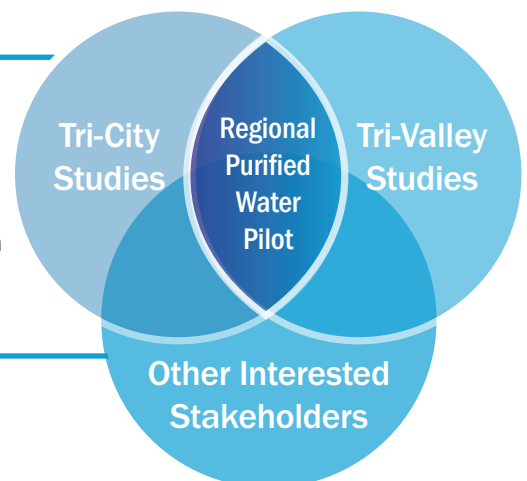 Tri-City
Studies
Regional
Purified
Water
Pilot
Tri-Valley
Studies
Other Interested
Stakeholders